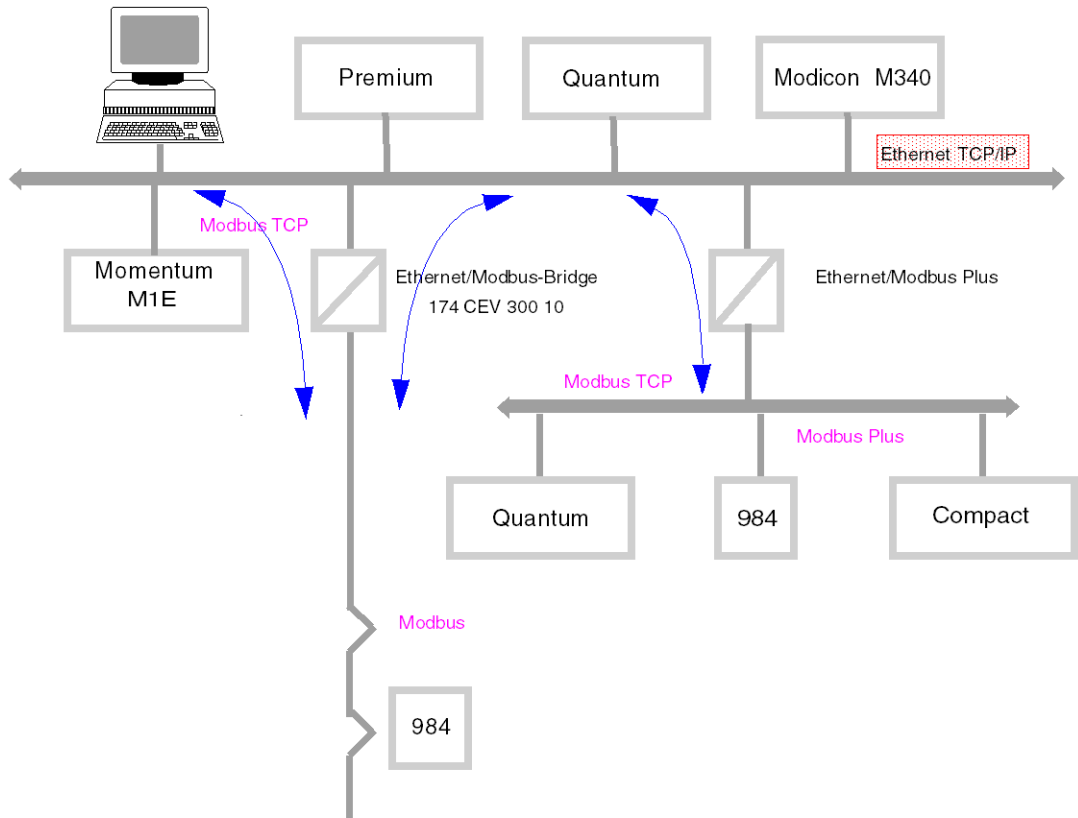 Premium
Quantum
Modicon M340
Ethernet TCP/IP
Modbus TCP
Momentum
M1E
Ethernet/Modbus-Bridge
174 CEV 300 10
Ethernet/Modbus Plus
Modbus TCP
Modbus Plus
Quantum
984
Compact
Modbus
984